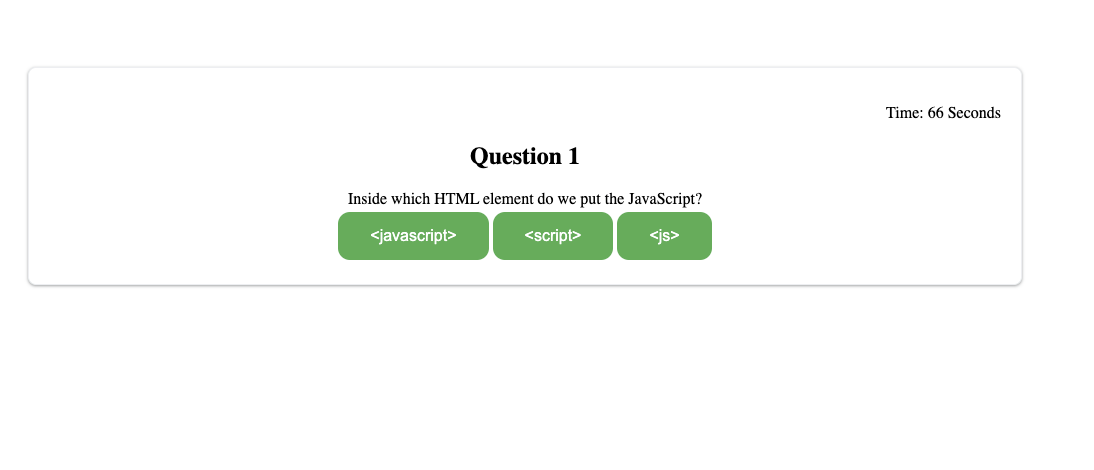 Time: 66 Seconds
Question 1
Inside which HTML element do we put the JavaScript?
<javascript> <script> <js>